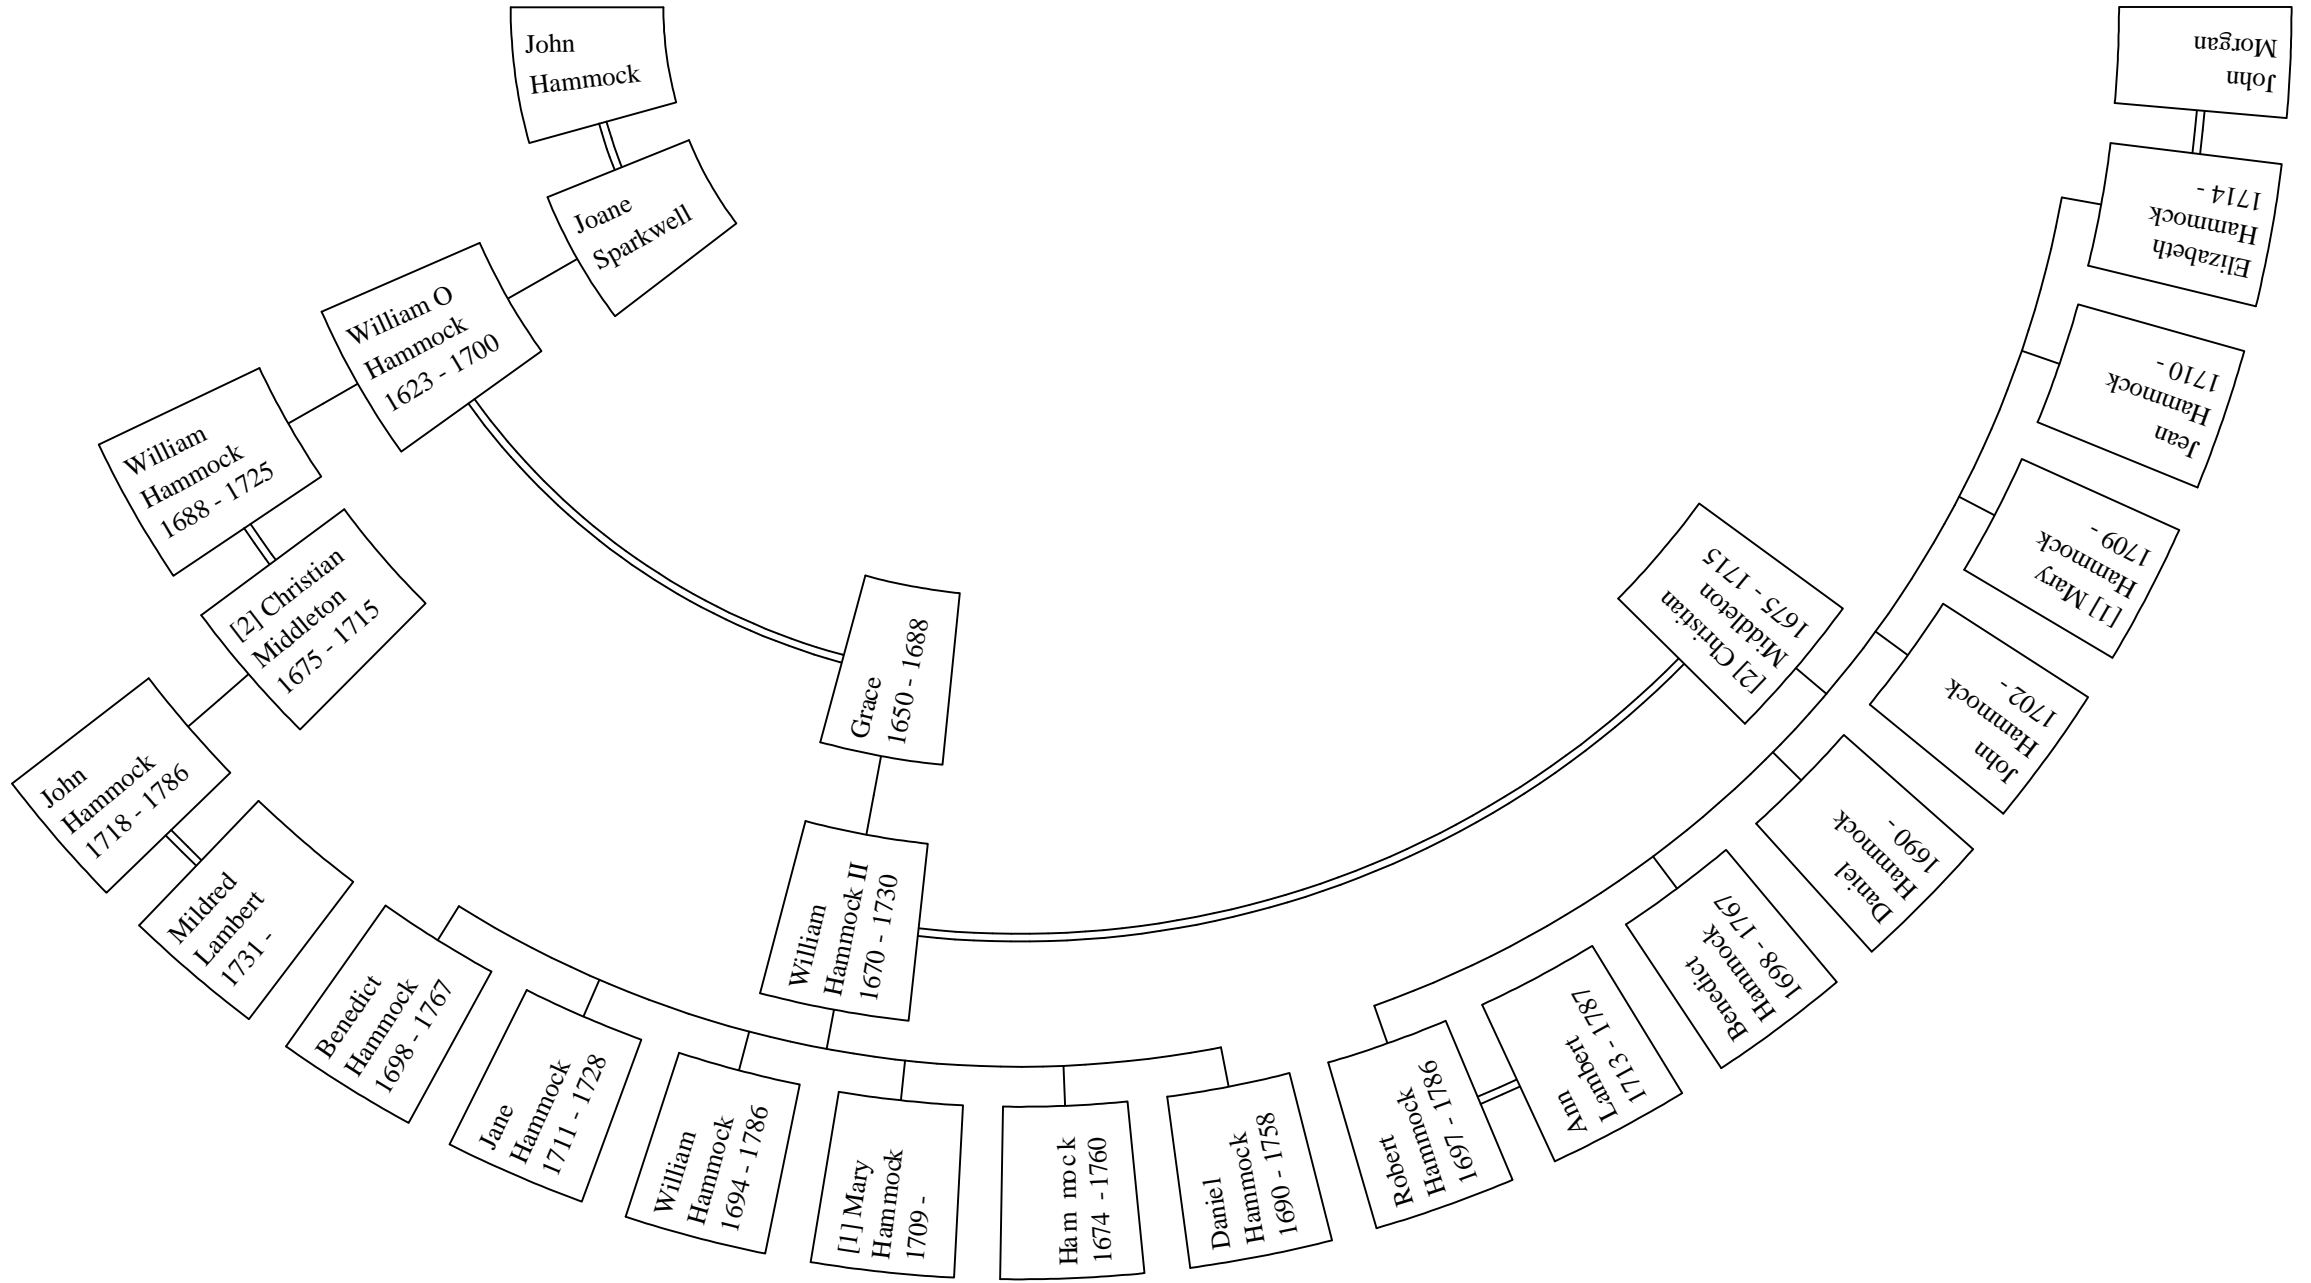 John
Hammock
Joane
Sparkwell
William O
Hammock
1623 - 1700
William
Hammock
1688 - 1725
[2] Christian
Middleton
1675 - 1715
John
Hammock
1718 - 1786
Mildred
Lambert
1731 -
Grace
1650 - 1688
William
Hammock II
1670 - 1730
Benedict
Hammock
1698 - 1767
Jane
Hammock
1711 - 1728
William
Hammock
1694 - 1786
[1] Mary
Hammock
1709 -
Hammock
1674 - 1760
Daniel
Hammock
1690 - 1758
[2] Christian
Middleton
1675 - 1715
Robert
Hammock
1697 - 1786
Ann
Lambert
1713 - 1787
Benedict
Hammock
1698 - 1767
Daniel
Hammock
1690 -
John
Hammock
1702 -
[1] Mary
Hammock
1709 -
Jean
Hammock
1710 -
Elizabeth
Hammock
1714 -
John
Morgan